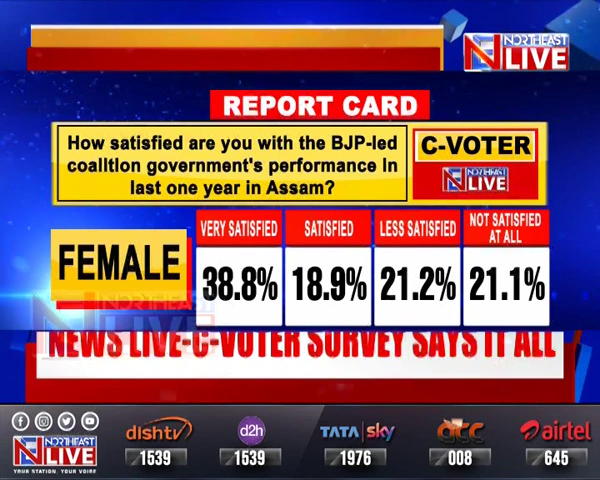 NORTHEAST
LIVE
REPORT CARD
How satisfied are you with the BJP-led
coalition government's performance in
last one year in Assam?
C-VOTER
NORTHEAST
LIVE
FEMALE
VERY SATISFIED
38.8%
SATISFIED
18.9%
LESS SATISFIED
21.2%
NOT SATISFIED
AT ALL
21.1%
NORTHEAST
LIVE
NEWS LIVE-C-VOTER SURVEY SAYS IT ALL
NORTHEAST
LIVE
YOUR STATION, YOUR VOICE
dishtv
1539
d2h
1539
TATA sky
1976
GTC
008
airtel
645